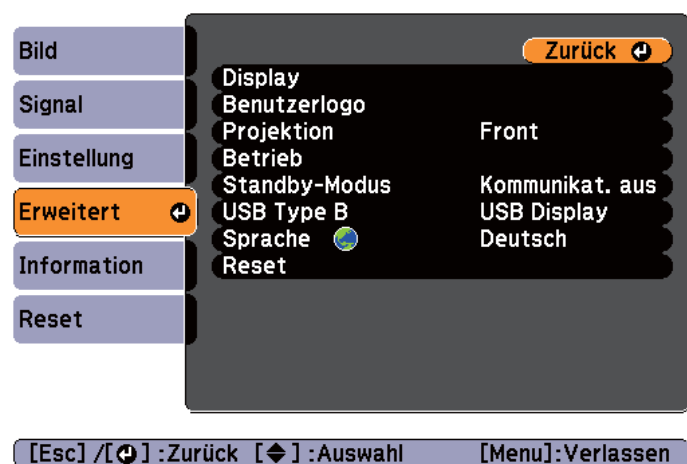 Bild
Signal
Einstellung
Erweitert
Information
Reset
Zurück
Display
Benutzerlogo
Projektion Front
Betrieb
Standby-Modus Kommunikat. aus
USB Type B USB Display
Sprache Deutsch
Reset
[Esc] /[⏎] :Zurück [◆] :Auswahl [Menu]:Verlassen